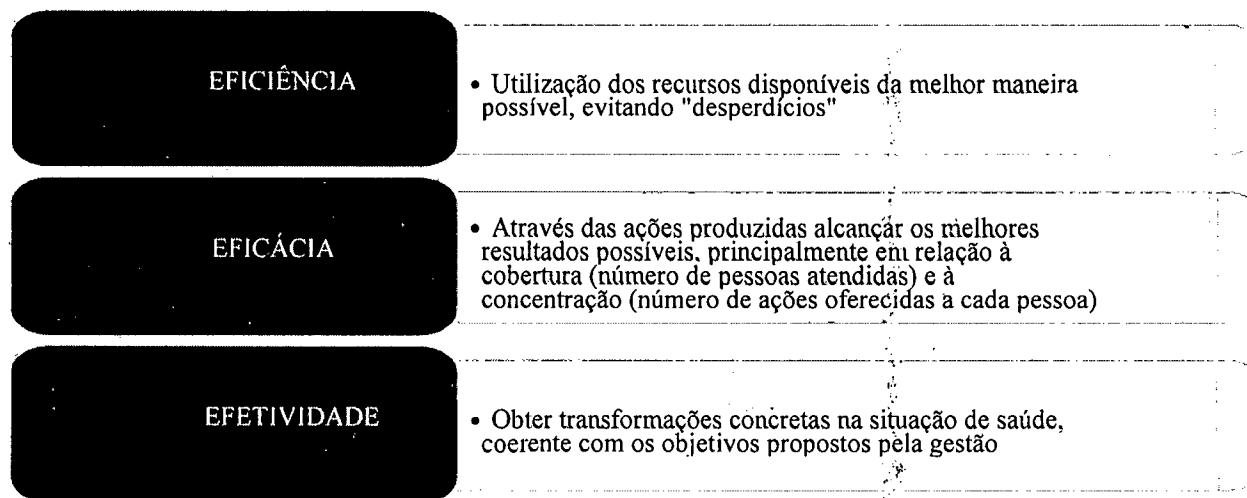 EFICIÊNCIA
• Utilização dos recursos disponíveis da melhor maneira
possível, evitando "desperdícios"
EFICÁCIA
• Através das ações produzidas alcançar os melhores
resultados possíveis, principalmente em relação à
cobertura (número de pessoas atendidas) e à
concentração (número de ações oferecidas a cada pessoa)
EFETIVIDADE
• Obter transformações concretas na situação de saúde,
coerente com os objetivos propostos pela gestão